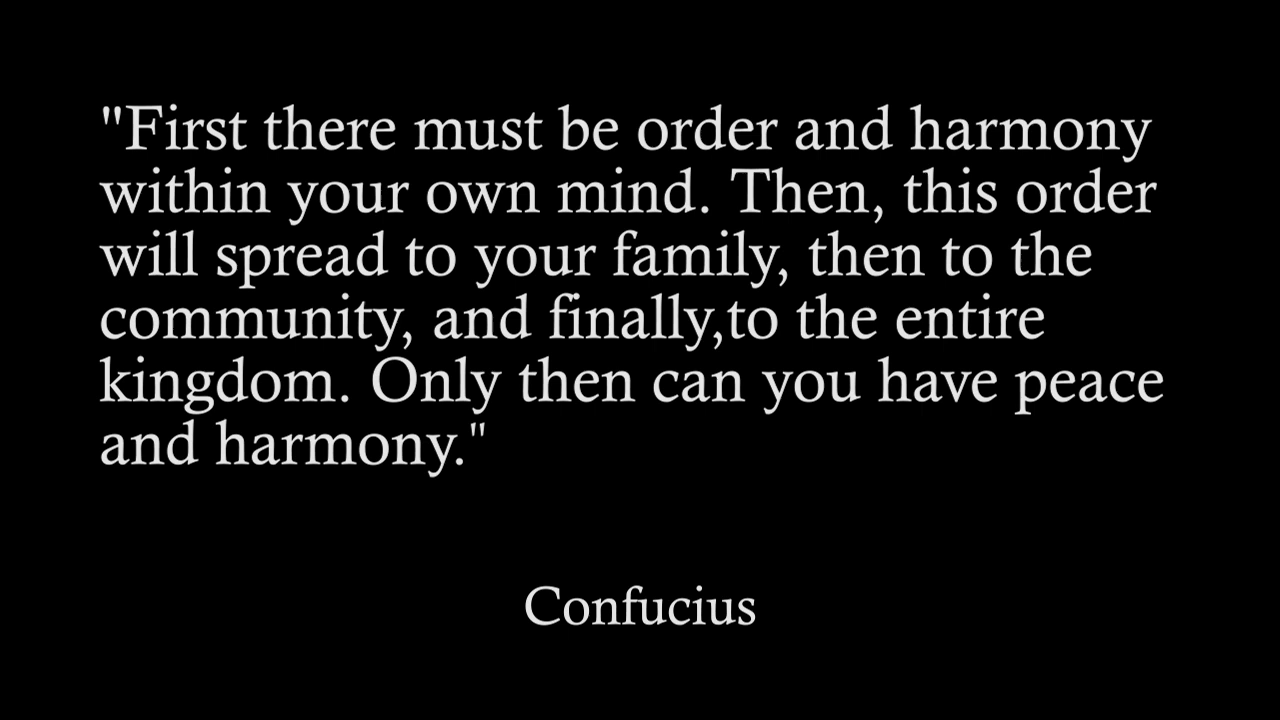 "First there must be order and harmony
within your own mind. Then, this order
will spread to your family, then to the
community, and finally,to the entire
kingdom. Only then can you have peace
and harmony."
Confucius